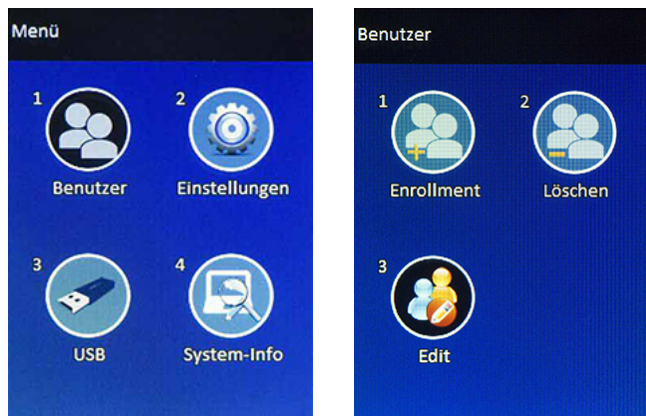 Menü
1
2
Benutzer
Einstellungen
3
4
USB
System-Info
Benutzer
1
2
Enrollment
Löschen
3
Edit